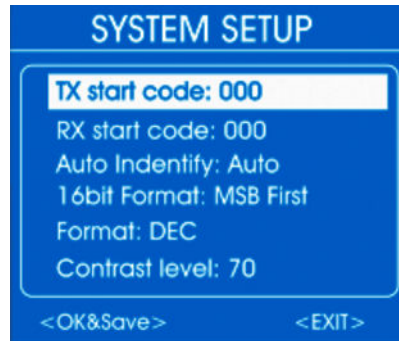 SYSTEM SETUP
TX start code: 000
RX start code: 000
Auto Indentify: Auto
16bit Format: MSB First
Format: DEC
Contrast level: 70
<OK&Save> <EXIT>